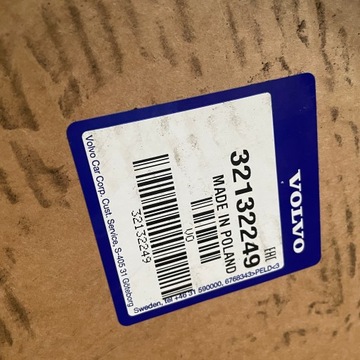 VOLVO
32132249
MADE IN POLAND
EAC
VO
32132249
Volvo Car Corp. Cust. Service, S-405 31 Göteborg
Sweden, tel +46 31 590000, 6768343>PELD<3